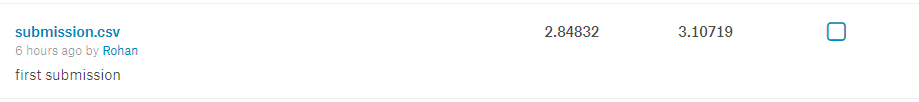 submission.csv 2.84832 3.10719
6 hours ago by Rohan
first submission